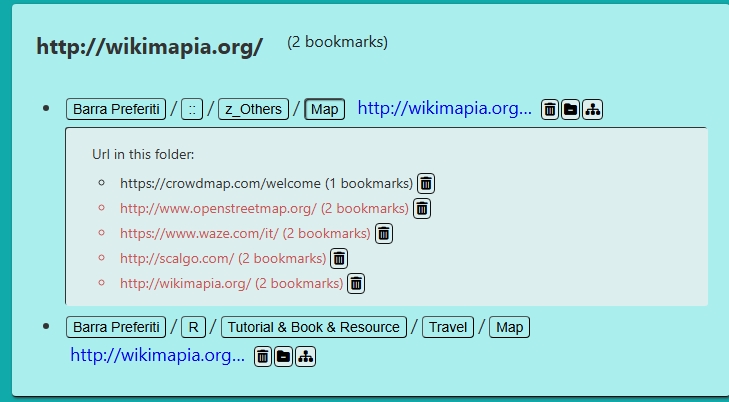 http://wikimapia.org/ (2 bookmarks)
Barra Preferiti / :: / z_Others / Map http://wikimapia.org...
Url in this folder:
https://crowdmap.com/welcome (1 bookmarks)
http://www.openstreetmap.org/ (2 bookmarks)
https://www.waze.com/it/ (2 bookmarks)
http://scalgo.com/ (2 bookmarks)
http://wikimapia.org/ (2 bookmarks)
Barra Preferiti / R / Tutorial & Book & Resource / Travel / Map
http://wikimapia.org...